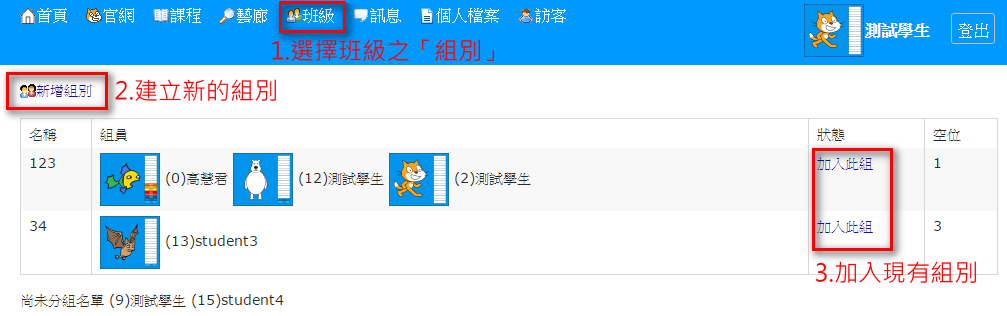 首頁 官網 課程 藝廊 班級 訊息 個人檔案 訪客 測試學生 登出
1.選擇班級之「組別」
新增組別 2.建立新的組別
名稱 組員 狀態 空位
123 (0)高慧君 (12)測試學生 (2)測試學生 加入此組 1
34 (13)student3 加入此組 3
3.加入現有組別
尚未分組名單 (9)測試學生 (15)student4